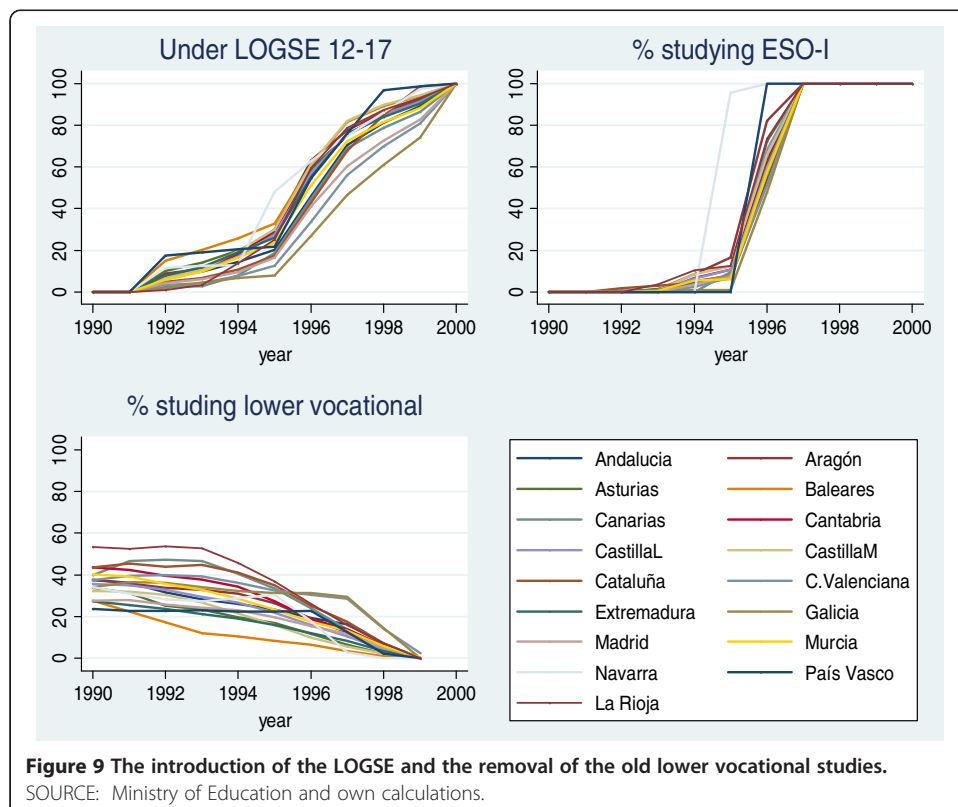 Under LOGSE 12-17
0 20 40 60 80 100
1990 1992 1994 1996 1998 2000
year
% studying ESO-I
0 20 40 60 80 100
1990 1992 1994 1996 1998 2000
year
% studing lower vocational
0 20 40 60 80 100
1990 1992 1994 1996 1998 2000
year
Andalucia Aragón
Asturias Baleares
Canarias Cantabria
CastillaL CastillaM
Cataluña C.Valenciana
Extremadura Galicia
Madrid Murcia
Navarra País Vasco
La Rioja
Figure 9 The introduction of the LOGSE and the removal of the old lower vocational studies.
SOURCE: Ministry of Education and own calculations.